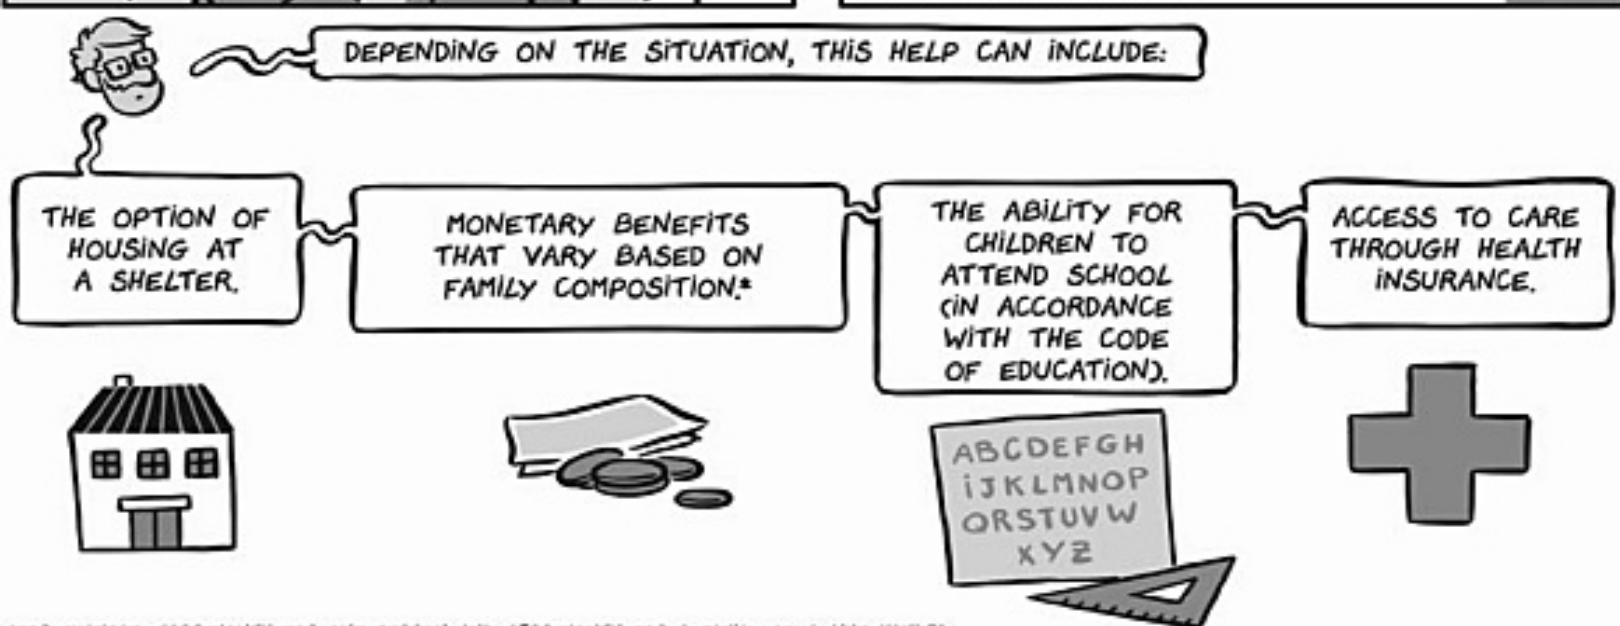 DEPENDING ON THE SITUATION, THIS HELP CAN INCLUDE:
THE OPTION OF
HOUSING AT
A SHELTER.
MONETARY BENEFITS
THAT VARY BASED ON
FAMILY COMPOSITION.*
THE ABILITY FOR
CHILDREN TO
ATTEND SCHOOL
(IN ACCORDANCE
WITH THE CODE
OF EDUCATION).
ACCESS TO CARE
THROUGH HEALTH
INSURANCE.
ABCDEFGH
IJKLMNOP
QRSTUVW
XYZ